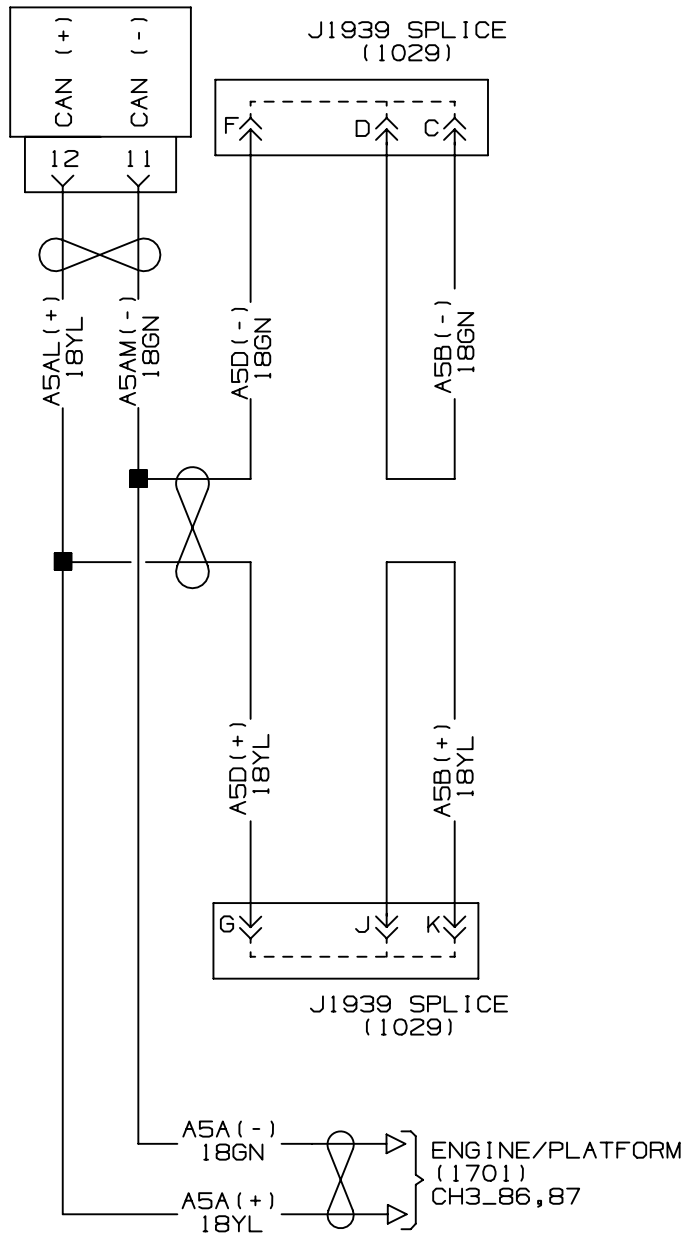 CAN (+)
CAN (-)
12
11
J1939 SPLICE
(1029)
F
D
C
A5AL(+)
18YL
A5AM(-)
18GN
A5D(-)
18GN
A5B(-)
18GN
A5D(+)
18YL
A5B(+)
18YL
G
J
K
J1939 SPLICE
(1029)
A5A(-)
18GN
A5A(+)
18YL
ENGINE/PLATFORM
(1701)
CH3_86,87